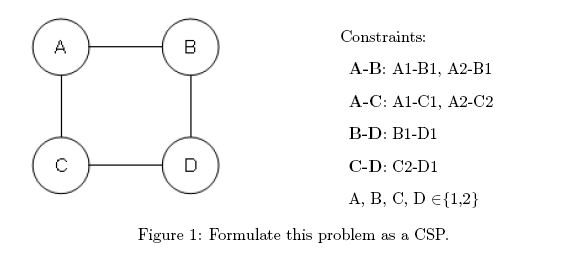 A
B
C
D
Constraints:
A-B: A1-B1, A2-B1
A-C: A1-C1, A2-C2
B-D: B1-D1
C-D: C2-D1
A, B, C, D ∈{1,2}
Figure 1: Formulate this problem as a CSP.